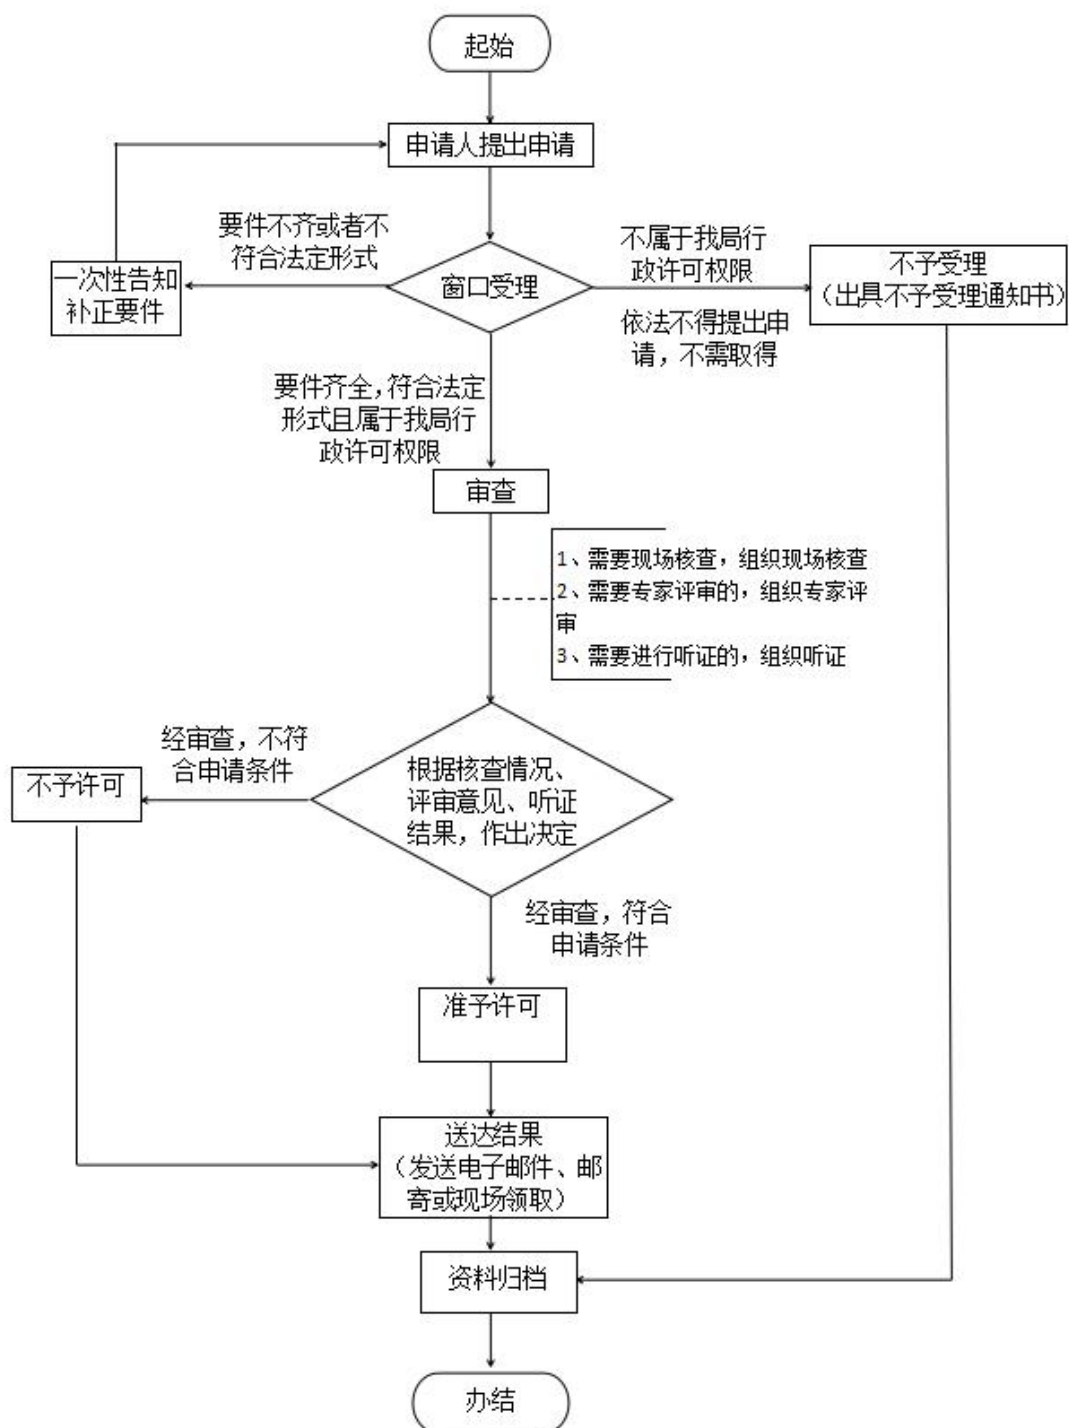 起始
申请人提出申请
要件不齐或者不
符合法定形式
不属于我局行
政许可权限
一次性告知
补正要件
窗口受理
不予受理
（出具不予受理通知书）
依法不得提出申
请，不需取得
要件齐全，符合法定
形式且属于我局行
政许可权限
审查
1、需要现场核查，组织现场核查
2、需要专家评审的，组织专家评
审
3、需要进行听证的，组织听证
经审查，不符
合申请条件
不予许可
根据核查情况、
评审意见、听证
结果，作出决定
经审查，符合
申请条件
准予许可
送达结果
（发送电子邮件、邮
寄或现场领取）
资料归档
办结